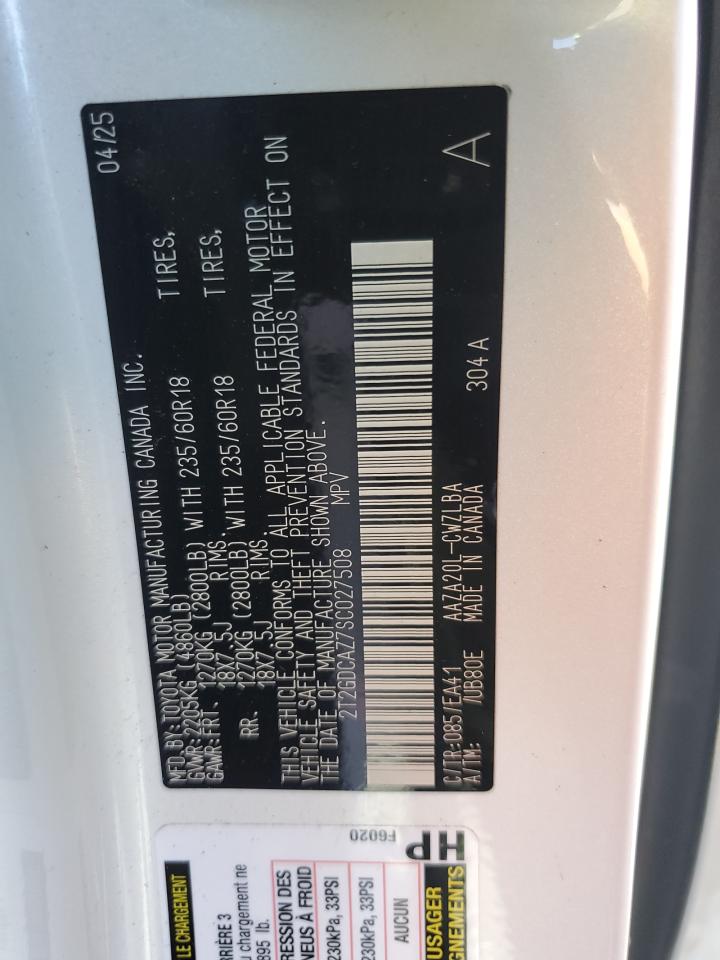 MFD BY:TOYOTA MOTOR MANUFACTURING CANADA INC. 04/25
GVWR:2205KG (4860LB)
GAWR:FRT. 1270KG (2800LB) WITH 235/60R18 TIRES,
18X7.5J RIMS.
RR. 1270KG (2800LB) WITH 235/60R18 TIRES,
18X7.5J RIMS.
THIS VEHICLE CONFORMS TO ALL APPLICABLE FEDERAL MOTOR
VEHICLE SAFETY AND THEFT PREVENTION STANDARDS IN EFFECT ON
THE DATE OF MANUFACTURE SHOWN ABOVE.
2T2GDCAZ7SC027508 MPV
C/TR:085/EA41 AAZA20L-CWZLBA 304A
A/TM: /UB80E MADE IN CANADA A
LE CHARGEMENT
RRIÈRE 3
chargement ne
895 lb.
RESSION DES
NEUS À FROID
230kPa, 33PSI
230kPa, 33PSI
AUCUN
USAGER
GNEMENTS
F6020
HP